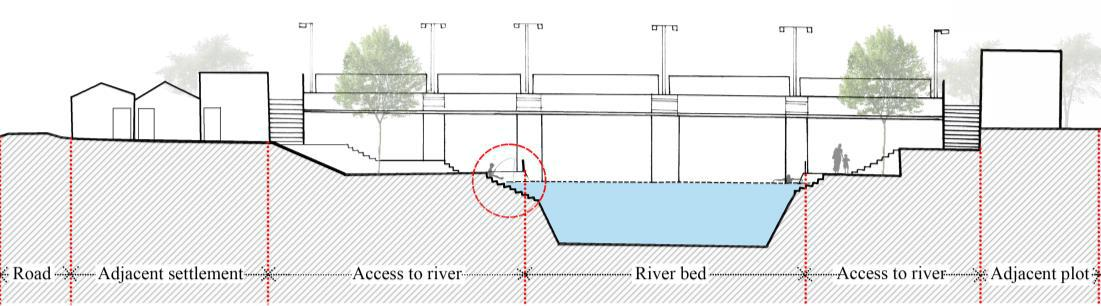 Road Adjacent settlement Access to river River bed Access to river Adjacent plot